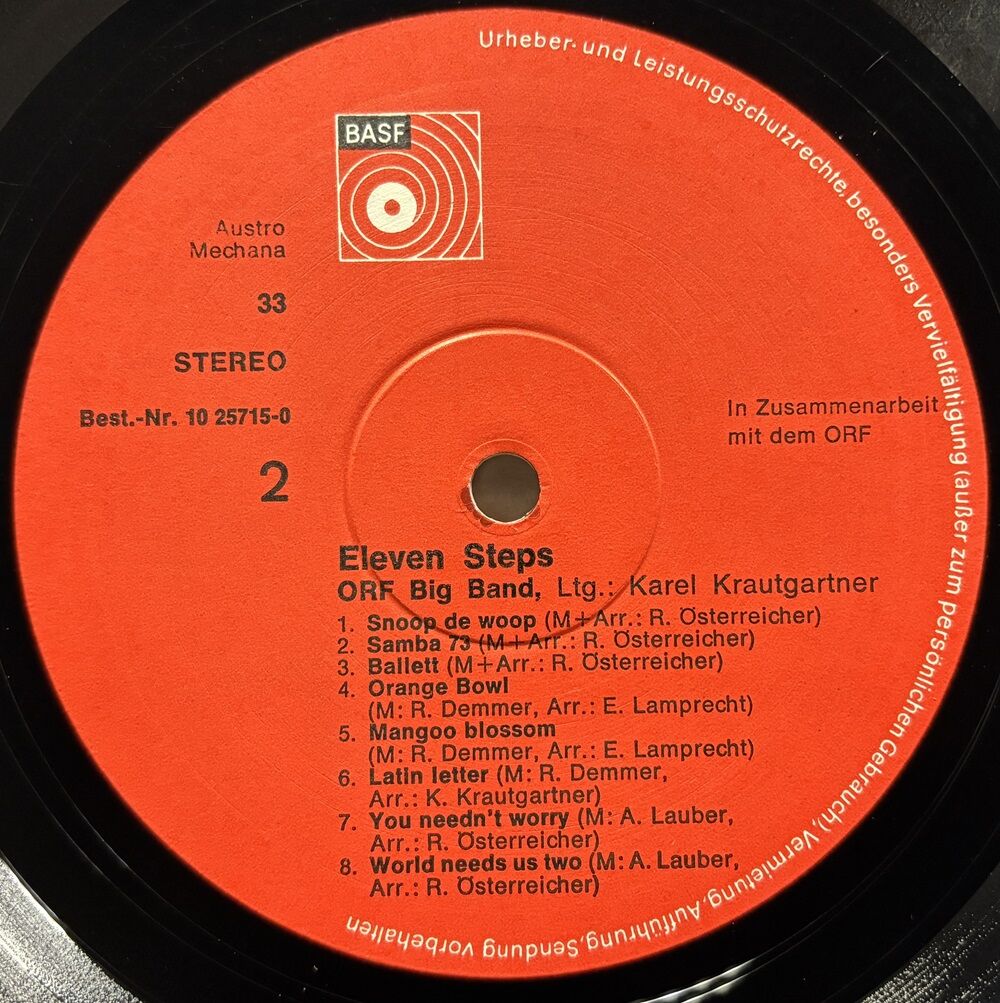 BASF
Austro
Mechana
33
STEREO
Best.-Nr. 10 25715-0
2
In Zusammenarbeit
mit dem ORF
Eleven Steps
ORF Big Band, Ltg.: Karel Krautgartner
1. Snoop de woop (M+Arr.: R. Österreicher)
2. Samba 73 (M+Arr.: R. Österreicher)
3. Ballett (M+Arr.: R. Österreicher)
4. Orange Bowl
(M: R. Demmer, Arr.: E. Lamprecht)
5. Mangoo blossom
(M: R. Demmer, Arr.: E. Lamprecht)
6. Latin letter (M: R. Demmer,
Arr.: K. Krautgartner)
7. You needn't worry (M: A. Lauber,
Arr.: R. Österreicher)
8. World needs us two (M: A. Lauber,
Arr.: R. Österreicher)
Urheber- und Leistungsschutzrechte, besonders Vervielfältigung (außer zum persönlichen Gebrauch), Vermietung, Aufführung, Sendung vorbehalten